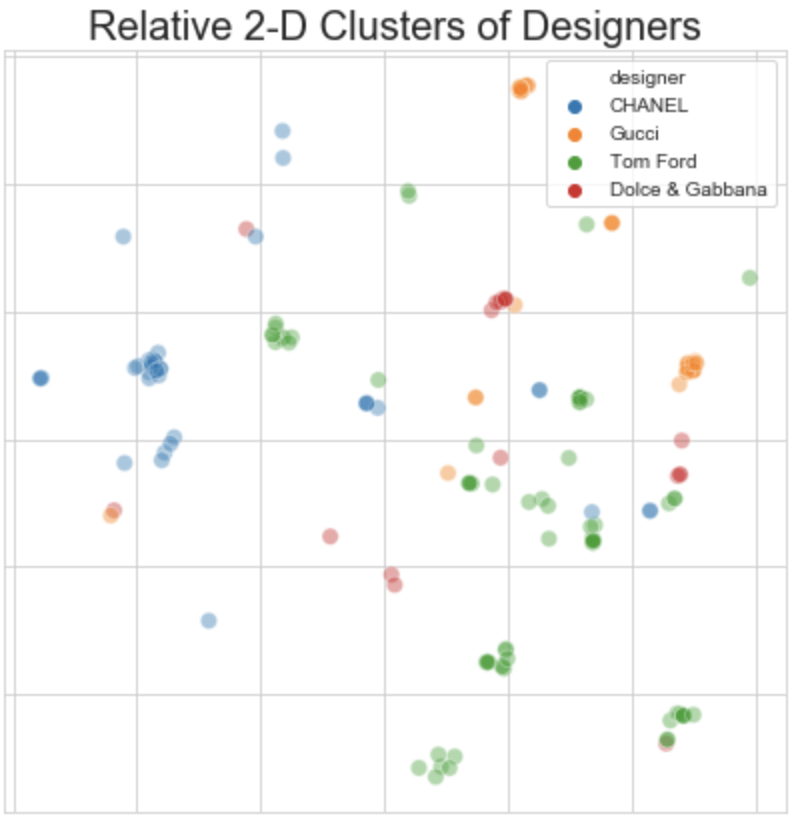 Relative 2-D Clusters of Designers
designer
CHANEL
Gucci
Tom Ford
Dolce & Gabbana